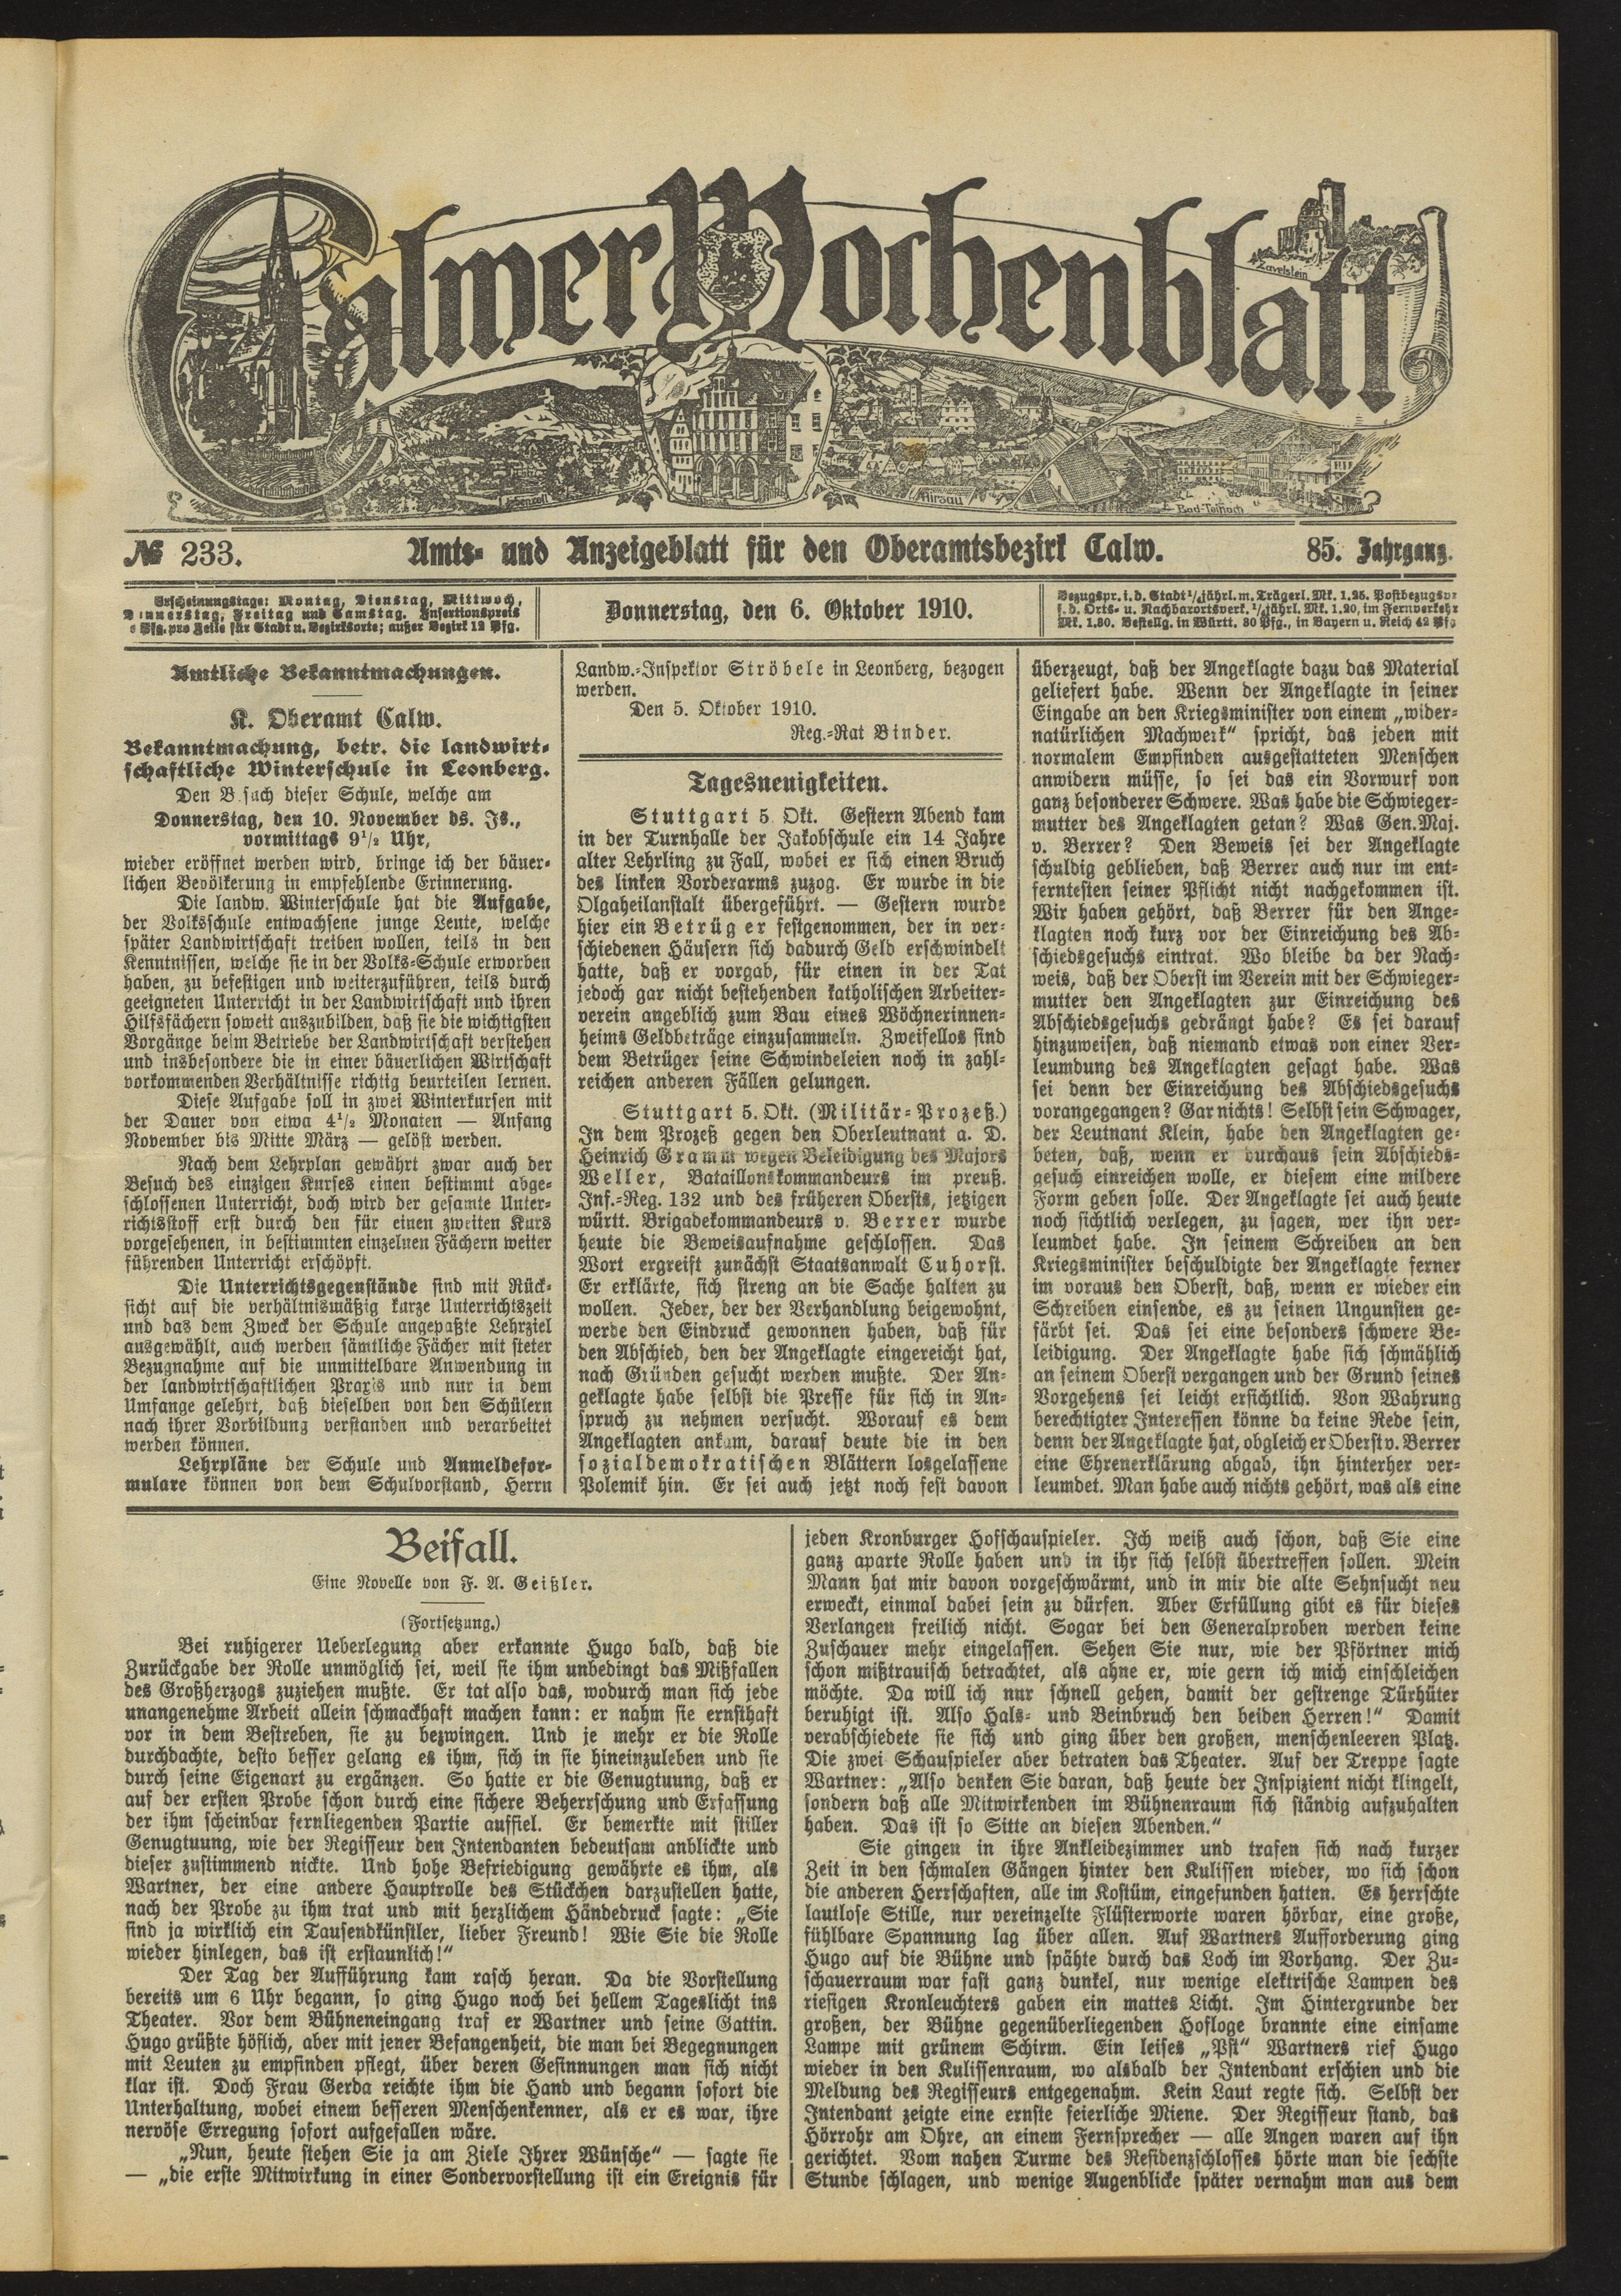 Calwer Wochenblatt
Zavelstein
Liebenzell
Hirsau
Bad-Teinach
№ 233.
Amts- und Anzeigeblatt für den Oberamtsbezirk Calw.
85. Jahrgang.
Erscheinungstage: Montag, Dienstag, Mittwoch,
Donnerstag, Freitag und Samstag. Insertionspreis
Pfg. pro Zeile für Stadt u. Bezirksorte; außer Bezirk 12 Pfg.
Donnerstag, den 6. Oktober 1910.
Bezugspr. i. d. Stadt ¹/₄jährl. m. Trägerl. Mk. 1.25. Postbezugspr
f. d. Orts- u. Nachbarortsverk. ¹/₄jährl. Mk. 1.20, im Fernverkehr
Mk. 1.30. Bestellg. in Württ. 30 Pfg., in Bayern u. Reich 42 Pfg
Amtliche Bekanntmachungen.
K. Oberamt Calw.
Bekanntmachung, betr. die landwirt-
schaftliche Winterschule in Leonberg.
Den B such dieser Schule, welche am
Donnerstag, den 10. November ds. Js.,
vormittags 9¹/₂ Uhr,
wieder eröffnet werden wird, bringe ich der bäuer-
lichen Bevölkerung in empfehlende Erinnerung.
Die landw. Winterschule hat die Aufgabe,
der Volksschule entwachsene junge Leute, welche
später Landwirtschaft treiben wollen, teils in den
Kenntnissen, welche sie in der Volks-Schule erworben
haben, zu befestigen und weiterzuführen, teils durch
geeigneten Unterricht in der Landwirtschaft und ihren
Hilfsfächern soweit auszubilden, daß sie die wichtigsten
Vorgänge beim Betriebe der Landwirtschaft verstehen
und insbesondere die in einer bäuerlichen Wirtschaft
vorkommenden Verhältnisse richtig beurteilen lernen.
Diese Aufgabe soll in zwei Winterkursen mit
der Dauer von etwa 4¹/₂ Monaten — Anfang
November bis Mitte März — gelöst werden.
Nach dem Lehrplan gewährt zwar auch der
Besuch des einzigen Kurses einen bestimmt abge-
schlossenen Unterricht, doch wird der gesamte Unter-
richtsstoff erst durch den für einen zweiten Kurs
vorgesehenen, in bestimmten einzelnen Fächern weiter
führenden Unterricht erschöpft.
Die Unterrichtsgegenstände sind mit Rück-
sicht auf die verhältnismäßig kurze Unterrichtszeit
und das dem Zweck der Schule angepaßte Lehrziel
ausgewählt, auch werden sämtliche Fächer mit steter
Bezugnahme auf die unmittelbare Anwendung in
der landwirtschaftlichen Praxis und nur in dem
Umfange gelehrt, daß dieselben von den Schülern
nach ihrer Vorbildung verstanden und verarbeitet
werden können.
Lehrpläne der Schule und Anmeldefor-
mulare können von dem Schulvorstand, Herrn
Landw.-Inspektor Ströbele in Leonberg, bezogen
werden.
Den 5. Oktober 1910.
Reg.-Rat Binder.
Tagesneuigkeiten.
Stuttgart 5. Okt. Gestern Abend kam
in der Turnhalle der Jakobschule ein 14 Jahre
alter Lehrling zu Fall, wobei er sich einen Bruch
des linken Vorderarms zuzog. Er wurde in die
Olgaheilanstalt übergeführt. — Gestern wurde
hier ein Betrüger festgenommen, der in ver-
schiedenen Häusern sich dadurch Geld erschwindelt
hatte, daß er vorgab, für einen in der Tat
jedoch gar nicht bestehenden katholischen Arbeiter-
verein angeblich zum Bau eines Wöchnerinnen-
heims Geldbeträge einzusammeln. Zweifellos sind
dem Betrüger seine Schwindeleien noch in zahl-
reichen anderen Fällen gelungen.
Stuttgart 5. Okt. (Militär-Prozeß.)
In dem Prozeß gegen den Oberleutnant a. D.
Heinrich Gramm wegen Beleidigung des Majors
Weller, Bataillonskommandeurs im preuß.
Inf.-Reg. 132 und des früheren Obersts, jetzigen
württ. Brigadekommandeurs v. Berrer wurde
heute die Beweisaufnahme geschlossen. Das
Wort ergreift zunächst Staatsanwalt Cuhorst.
Er erklärte, sich streng an die Sache halten zu
wollen. Jeder, der der Verhandlung beigewohnt,
werde den Eindruck gewonnen haben, daß für
den Abschied, den der Angeklagte eingereicht hat,
nach Gründen gesucht werden mußte. Der An-
geklagte habe selbst die Presse für sich in An-
spruch zu nehmen versucht. Worauf es dem
Angeklagten ankam, darauf deute die in den
sozialdemokratischen Blättern losgelassene
Polemik hin. Er sei auch jetzt noch fest davon
überzeugt, daß der Angeklagte dazu das Material
geliefert habe. Wenn der Angeklagte in seiner
Eingabe an den Kriegsminister von einem „wider-
natürlichen Machwerk“ spricht, das jeden mit
normalem Empfinden ausgestatteten Menschen
anwidern müsse, so sei das ein Vorwurf von
ganz besonderer Schwere. Was habe die Schwieger-
mutter des Angeklagten getan? Was Gen.Maj.
v. Berrer? Den Beweis sei der Angeklagte
schuldig geblieben, daß Berrer auch nur im ent-
ferntesten seiner Pflicht nicht nachgekommen ist.
Wir haben gehört, daß Berrer für den Ange-
klagten noch kurz vor der Einreichung des Ab-
schiedsgesuchs eintrat. Wo bleibe da der Nach-
weis, daß der Oberst im Verein mit der Schwieger-
mutter den Angeklagten zur Einreichung des
Abschiedsgesuchs gedrängt habe? Es sei darauf
hinzuweisen, daß niemand etwas von einer Ver-
leumdung des Angeklagten gesagt habe. Was
sei denn der Einreichung des Abschiedsgesuchs
vorangegangen? Gar nichts! Selbst sein Schwager,
der Leutnant Klein, habe den Angeklagten ge-
beten, daß, wenn er durchaus sein Abschieds-
gesuch einreichen wolle, er diesem eine mildere
Form geben solle. Der Angeklagte sei auch heute
noch sichtlich verlegen, zu sagen, wer ihn ver-
leumdet habe. In seinem Schreiben an den
Kriegsminister beschuldigte der Angeklagte ferner
im voraus den Oberst, daß, wenn er wieder ein
Schreiben einsende, es zu seinen Ungunsten ge-
färbt sei. Das sei eine besonders schwere Be-
leidigung. Der Angeklagte habe sich schmählich
an seinem Oberst vergangen und der Grund seines
Vorgehens sei leicht ersichtlich. Von Wahrung
berechtigter Interessen könne da keine Rede sein,
denn der Angeklagte hat, obgleich er Oberst v. Berrer
eine Ehrenerklärung abgab, ihn hinterher ver-
leumdet. Man habe auch nichts gehört, was als eine
Beifall.
Eine Novelle von F. A. Geißler.
(Fortsetzung.)
Bei ruhigerer Ueberlegung aber erkannte Hugo bald, daß die
Zurückgabe der Rolle unmöglich sei, weil sie ihm unbedingt das Mißfallen
des Großherzogs zuziehen mußte. Er tat also das, wodurch man sich jede
unangenehme Arbeit allein schmackhaft machen kann: er nahm sie ernsthaft
vor in dem Bestreben, sie zu bezwingen. Und je mehr er die Rolle
durchdachte, desto besser gelang es ihm, sich in sie hineinzuleben und sie
durch seine Eigenart zu ergänzen. So hatte er die Genugtuung, daß er
auf der ersten Probe schon durch eine sichere Beherrschung und Erfassung
der ihm scheinbar fernliegenden Partie auffiel. Er bemerkte mit stiller
Genugtuung, wie der Regisseur den Intendanten bedeutsam anblickte und
dieser zustimmend nickte. Und hohe Befriedigung gewährte es ihm, als
Wartner, der eine andere Hauptrolle des Stückchen darzustellen hatte,
nach der Probe zu ihm trat und mit herzlichem Händedruck sagte: „Sie
sind ja wirklich ein Tausendkünstler, lieber Freund! Wie Sie die Rolle
wieder hinlegen, das ist erstaunlich!“
Der Tag der Aufführung kam rasch heran. Da die Vorstellung
bereits um 6 Uhr begann, so ging Hugo noch bei hellem Tageslicht ins
Theater. Vor dem Bühneneingang traf er Wartner und seine Gattin.
Hugo grüßte höflich, aber mit jener Befangenheit, die man bei Begegnungen
mit Leuten zu empfinden pflegt, über deren Gesinnungen man sich nicht
klar ist. Doch Frau Gerda reichte ihm die Hand und begann sofort die
Unterhaltung, wobei einem besseren Menschenkenner, als er es war, ihre
nervöse Erregung sofort aufgefallen wäre.
„Nun, heute stehen Sie ja am Ziele Ihrer Wünsche“ — sagte sie
— „die erste Mitwirkung in einer Sondervorstellung ist ein Ereignis für
jeden Kronburger Hofschauspieler. Ich weiß auch schon, daß Sie eine
ganz aparte Rolle haben und in ihr sich selbst übertreffen sollen. Mein
Mann hat mir davon vorgeschwärmt, und in mir die alte Sehnsucht neu
erweckt, einmal dabei sein zu dürfen. Aber Erfüllung gibt es für dieses
Verlangen freilich nicht. Sogar bei den Generalproben werden keine
Zuschauer mehr eingelassen. Sehen Sie nur, wie der Pförtner mich
schon mißtrauisch betrachtet, als ahne er, wie gern ich mich einschleichen
möchte. Da will ich nur schnell gehen, damit der gestrenge Türhüter
beruhigt ist. Also Hals- und Beinbruch den beiden Herren!“ Damit
verabschiedete sie sich und ging über den großen, menschenleeren Platz.
Die zwei Schauspieler aber betraten das Theater. Auf der Treppe sagte
Wartner: „Also denken Sie daran, daß heute der Inspizient nicht klingelt,
sondern daß alle Mitwirkenden im Bühnenraum sich ständig aufzuhalten
haben. Das ist so Sitte an diesen Abenden.“
Sie gingen in ihre Ankleidezimmer und trafen sich nach kurzer
Zeit in den schmalen Gängen hinter den Kulissen wieder, wo sich schon
die anderen Herrschaften, alle im Kostüm, eingefunden hatten. Es herrschte
lautlose Stille, nur vereinzelte Flüsterworte waren hörbar, eine große,
fühlbare Spannung lag über allen. Auf Wartners Aufforderung ging
Hugo auf die Bühne und spähte durch das Loch im Vorhang. Der Zu-
schauerraum war fast ganz dunkel, nur wenige elektrische Lampen des
riesigen Kronleuchters gaben ein mattes Licht. Im Hintergrunde der
großen, der Bühne gegenüberliegenden Hofloge brannte eine einsame
Lampe mit grünem Schirm. Ein leises „Pst“ Wartners rief Hugo
wieder in den Kulissenraum, wo alsbald der Intendant erschien und die
Meldung des Regisseurs entgegenahm. Kein Laut regte sich. Selbst der
Intendant zeigte eine ernste feierliche Miene. Der Regisseur stand, das
Hörrohr am Ohre, an einem Fernsprecher — alle Angen waren auf ihn
gerichtet. Vom nahen Turme des Residenzschlosses hörte man die sechste
Stunde schlagen, und wenige Augenblicke später vernahm man aus dem